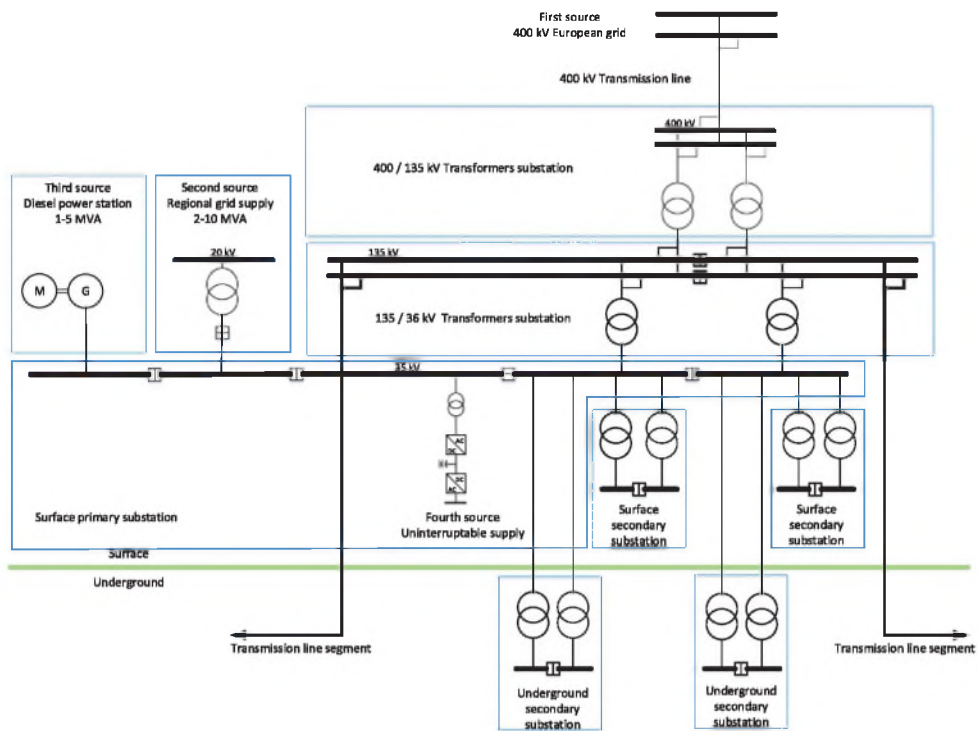 First source
400 kV European grid
400 kV Transmission line
400 kV
400 / 135 kV Transformers substation
Third source
Diesel power station
1-5 MVA
Second source
Regional grid supply
2-10 MVA
20 kV
135 kV
M
G
135 / 36 kV Transformers substation
35 kV
Surface primary substation
Fourth source
Uninterruptable supply
Surface
secondary
substation
Surface
secondary
substation
Surface
Underground
Transmission line segment
Transmission line segment
Underground
secondary
substation
Underground
secondary
substation